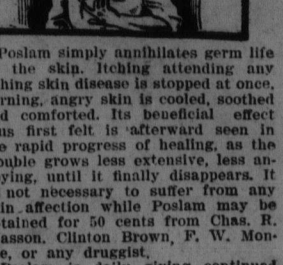 Poslam simply annihilates germ life
the skin. Itching attending any
hing skin disease is stopped at once.
rning, angry skin is cooled, soothed
d comforted. Its beneficial effect
us first felt is afterward seen in
e rapid progress of healing, as the
ouble grows less extensive, less an-
ying, until it finally disappears. It
not necessary to suffer from any
in affection while Poslam may be
tained for 50 cents from Chas. R.
asson, Clinton Brown, F. W. Mon-
e, or any druggist.